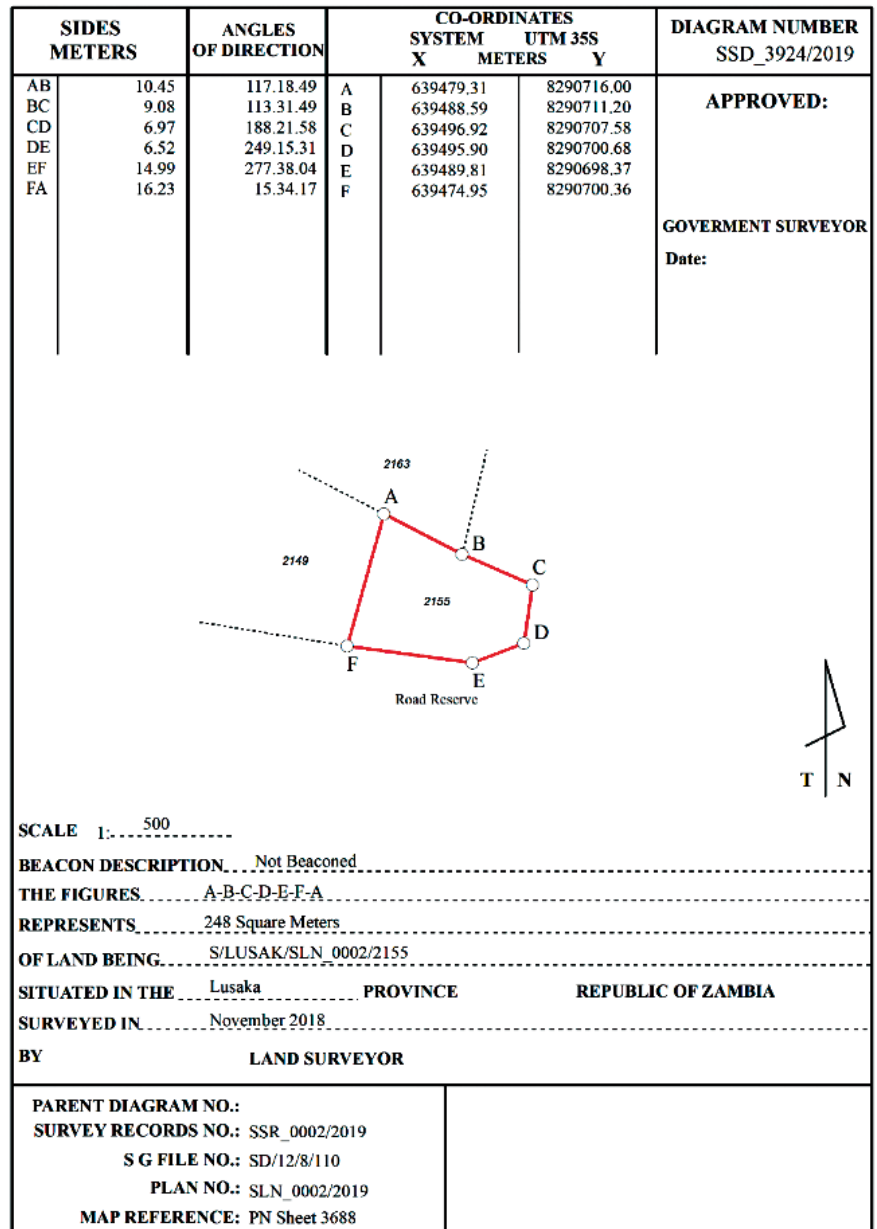 SIDES METERS
ANGLES OF DIRECTION
CO-ORDINATES
SYSTEM UTM 35S
X METERS Y
DIAGRAM NUMBER
SSD_3924/2019
AB 10.45 117.18.49 A 639479.31 8290716.00
BC 9.08 113.31.49 B 639488.59 8290711.20
CD 6.97 188.21.58 C 639496.92 8290707.58
DE 6.52 249.15.31 D 639495.90 8290700.68
EF 14.99 277.38.04 E 639489.81 8290698.37
FA 16.23 15.34.17 F 639474.95 8290700.36
APPROVED:
GOVERMENT SURVEYOR
Date:
2163
A
B
2149
C
2155
D
F
E
Road Reserve
T N
SCALE 1: 500
BEACON DESCRIPTION Not Beaconed
THE FIGURES A-B-C-D-E-F-A
REPRESENTS 248 Square Meters
OF LAND BEING S/LUSAK/SLN_0002/2155
SITUATED IN THE Lusaka PROVINCE REPUBLIC OF ZAMBIA
SURVEYED IN November 2018
BY LAND SURVEYOR
PARENT DIAGRAM NO.:
SURVEY RECORDS NO.: SSR_0002/2019
S G FILE NO.: SD/12/8/110
PLAN NO.: SLN_0002/2019
MAP REFERENCE: PN Sheet 3688